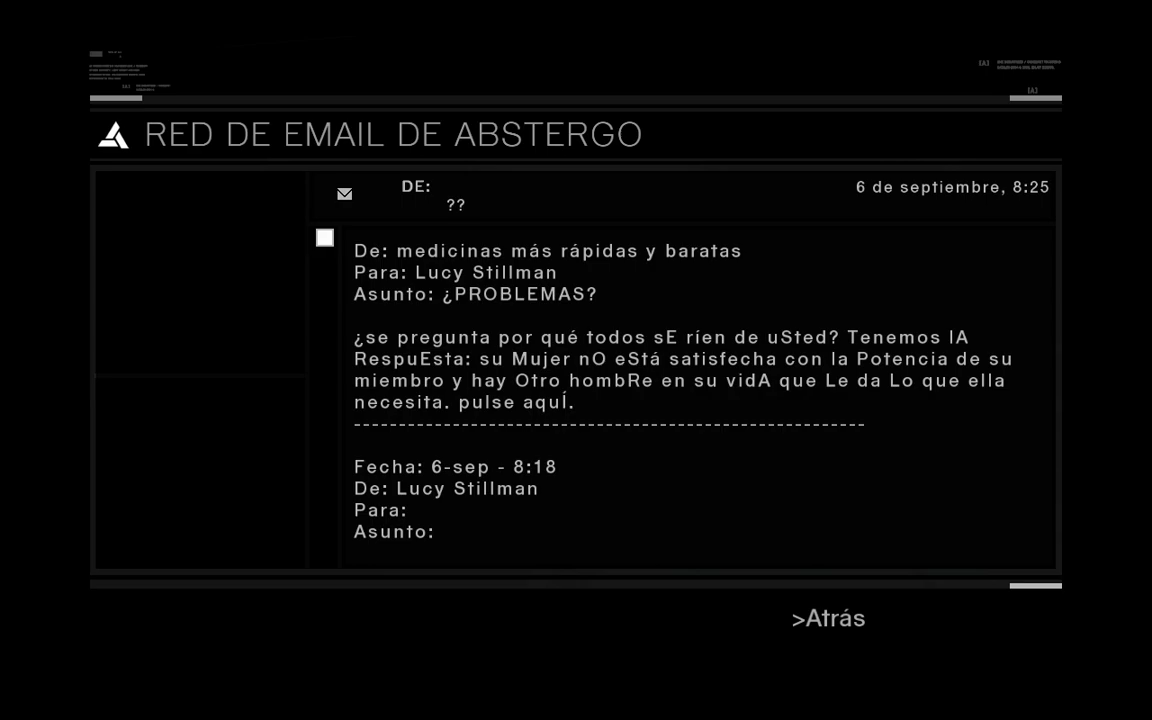 RED DE EMAIL DE ABSTERGO
DE:
6 de septiembre, 8:25
??
De: medicinas más rápidas y baratas
Para: Lucy Stillman
Asunto: ¿PROBLEMAS?
¿se pregunta por qué todos sE ríen de uSted? Tenemos lA
RespuEsta: su Mujer nO eStá satisfecha con la Potencia de su
miembro y hay Otro hombRe en su vidA que Le da Lo que ella
necesita. pulse aquÍ.
---------------------------------------------------------
Fecha: 6-sep - 8:18
De: Lucy Stillman
Para:
Asunto:
>Atrás